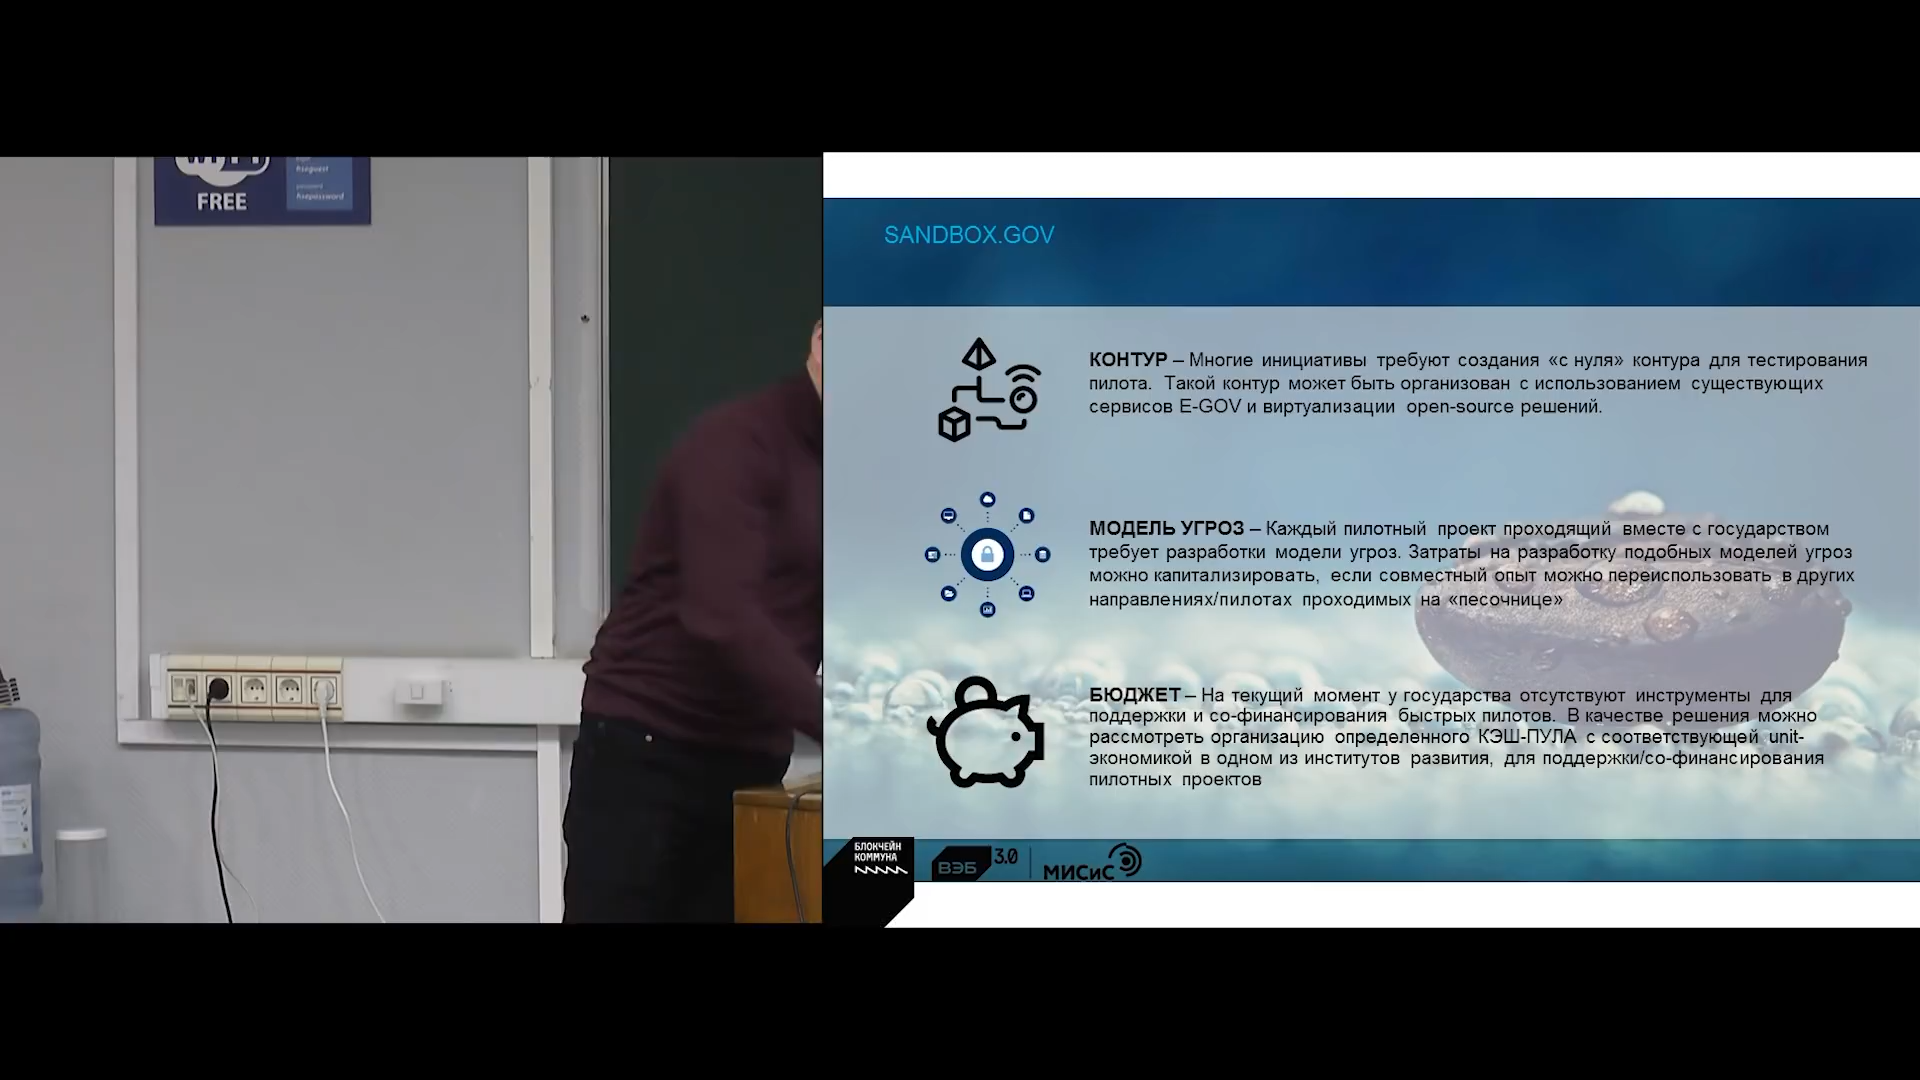 FREE
hseguest
password
hsepassword
SANDBOX.GOV
КОНТУР – Многие инициативы требуют создания «с нуля» контура для тестирования
пилота. Такой контур может быть организован с использованием существующих
сервисов E-GOV и виртуализации open-source решений.
МОДЕЛЬ УГРОЗ – Каждый пилотный проект проходящий вместе с государством
требует разработки модели угроз. Затраты на разработку подобных моделей угроз
можно капитализировать, если совместный опыт можно переиспользовать в других
направлениях/пилотах проходимых на «песочнице»
БЮДЖЕТ – На текущий момент у государства отсутствуют инструменты для
поддержки и со-финансирования быстрых пилотов. В качестве решения можно
рассмотреть организацию определенного КЭШ-ПУЛА с соответствующей unit-
экономикой в одном из институтов развития, для поддержки/со-финансирования
пилотных проектов
БЛОКЧЕЙН
КОММУНА
ВЭБ 3.0
МИСиС